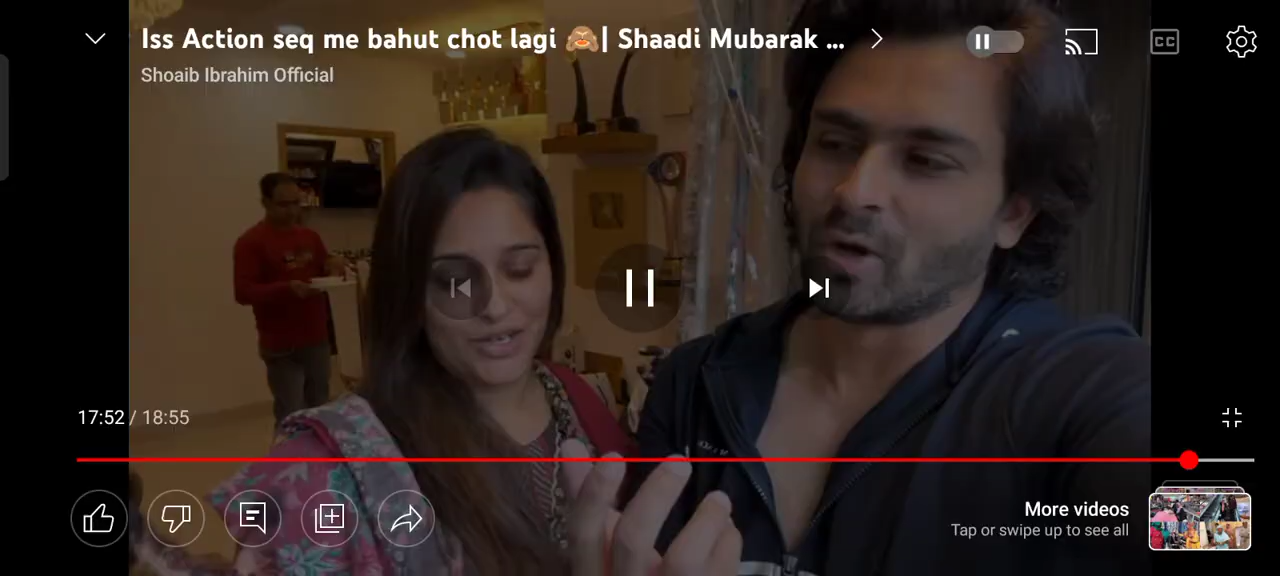 Iss Action seq me bahut chot lagi 🙈| Shaadi Mubarak ...
Shoaib Ibrahim Official
CC
17:52 / 18:55
More videos
Tap or swipe up to see all